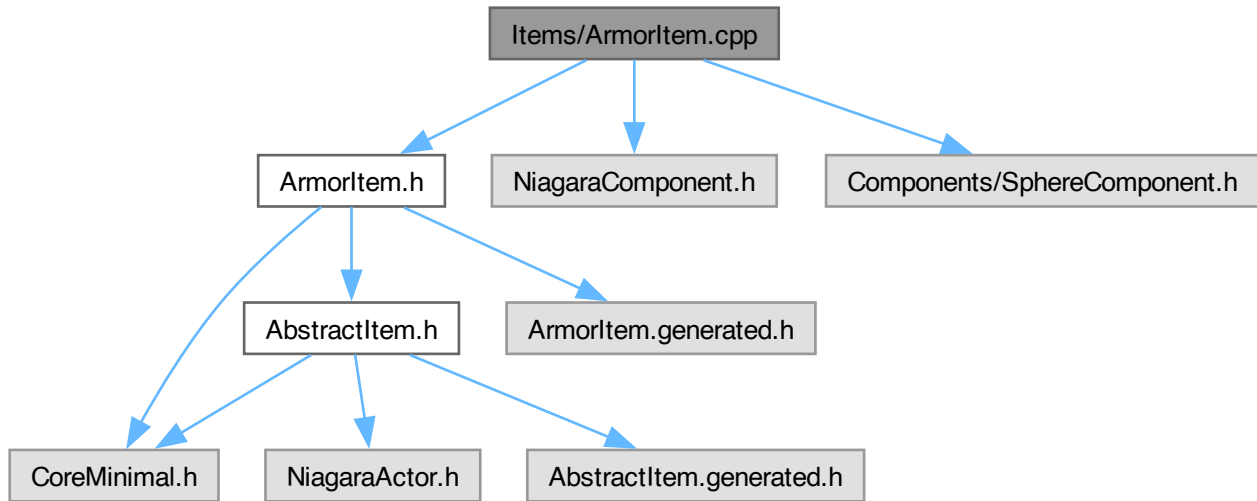 Items/ArmorItem.cpp
ArmorItem.h
NiagaraComponent.h
Components/SphereComponent.h
AbstractItem.h
ArmorItem.generated.h
CoreMinimal.h
NiagaraActor.h
AbstractItem.generated.h